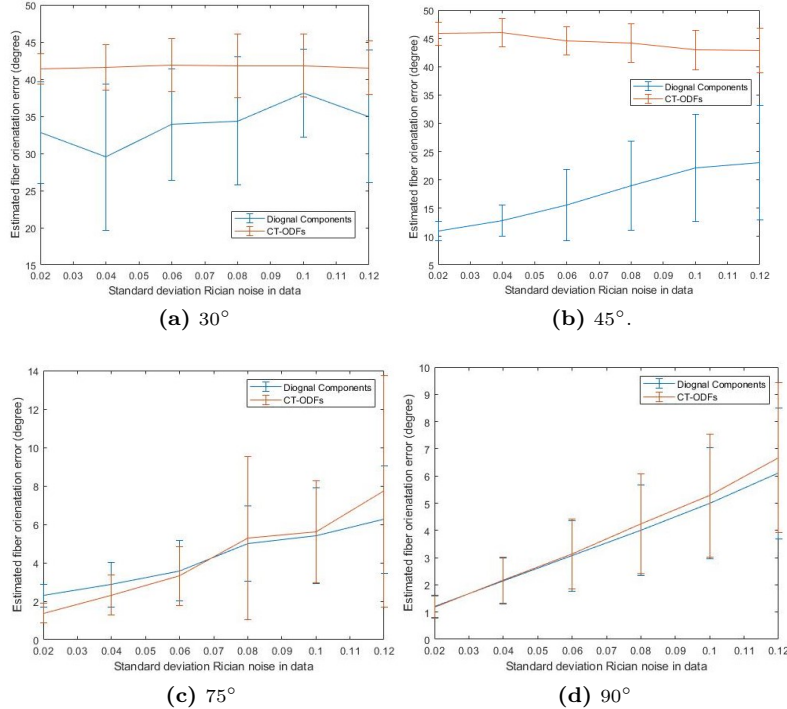 50
45
40
35
30
25
20
15
0.02 0.03 0.04 0.05 0.06 0.07 0.08 0.09 0.1 0.11 0.12
Standard deviation Rician noise in data
Estimated fiber orienatation error (degree)
Diognal Components
CT-ODFs
(a) 30°
50
45
40
35
30
25
20
15
10
5
0.02 0.03 0.04 0.05 0.06 0.07 0.08 0.09 0.1 0.11 0.12
Standard deviation Rician noise in data
Estimated fiber orienatation error (degree)
Diognal Components
CT-ODFs
(b) 45°.
14
12
10
8
6
4
2
0
0.02 0.03 0.04 0.05 0.06 0.07 0.08 0.09 0.1 0.11 0.12
Standard deviation Rician noise in data
Estimated fiber orienatation error (degree)
Diognal Components
CT-ODFs
(c) 75°
10
9
8
7
6
5
4
3
2
1
0
0.02 0.03 0.04 0.05 0.06 0.07 0.08 0.09 0.1 0.11 0.12
Standard deviation Rician noise in data
Estimated fiber orienatation error (degree)
Diognal Components
CT-ODFs
(d) 90°